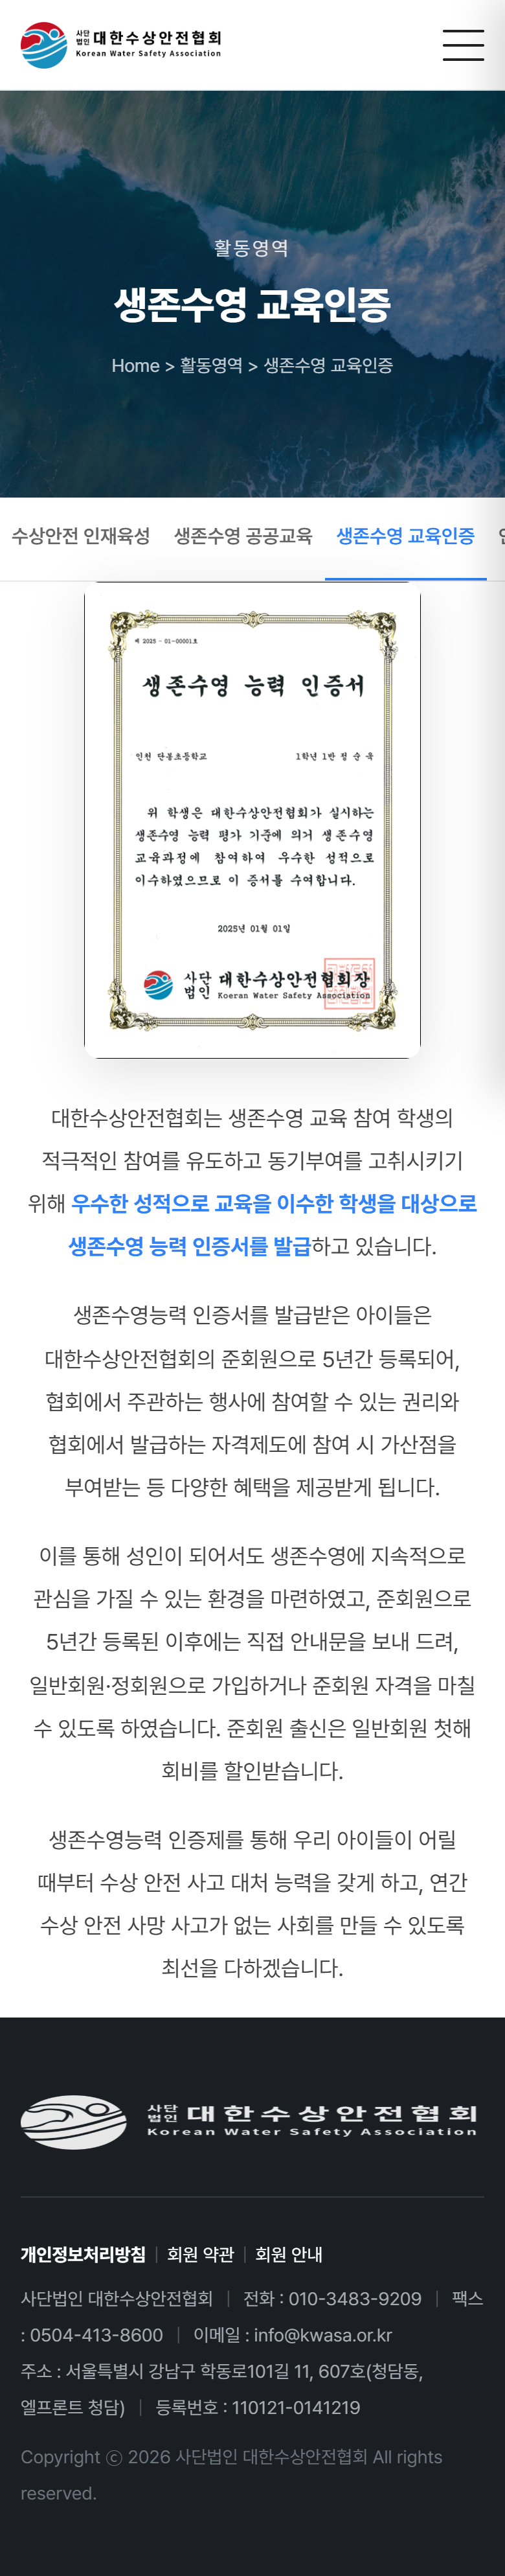 사단
법인 대한수상안전협회
Korean Water Safety Association
활동영역
생존수영 교육인증
Home > 활동영역 > 생존수영 교육인증
수상안전 인재육성 생존수영 공공교육 생존수영 교육인증
제 2025 - 01-00001호
생존수영 능력 인증서
인천 단봉초등학교 1학년 1반 정 순 욱
위 학생은 대한수상안전협회가 실시하는
생존수영 능력 평가 기준에 의거 생존수영
교육과정에 참여하여 우수한 성적으로
이수하였으므로 이 증서를 수여합니다.
2025년 01월 01일
사단
법인 대한수상안전협회장
Koeran Water Safety Association
대한수상안전협회는 생존수영 교육 참여 학생의
적극적인 참여를 유도하고 동기부여를 고취시키기
위해 우수한 성적으로 교육을 이수한 학생을 대상으로
생존수영 능력 인증서를 발급하고 있습니다.
생존수영능력 인증서를 발급받은 아이들은
대한수상안전협회의 준회원으로 5년간 등록되어,
협회에서 주관하는 행사에 참여할 수 있는 권리와
협회에서 발급하는 자격제도에 참여 시 가산점을
부여받는 등 다양한 혜택을 제공받게 됩니다.
이를 통해 성인이 되어서도 생존수영에 지속적으로
관심을 가질 수 있는 환경을 마련하였고, 준회원으로
5년간 등록된 이후에는 직접 안내문을 보내 드려,
일반회원·정회원으로 가입하거나 준회원 자격을 마칠
수 있도록 하였습니다. 준회원 출신은 일반회원 첫해
회비를 할인받습니다.
생존수영능력 인증제를 통해 우리 아이들이 어릴
때부터 수상 안전 사고 대처 능력을 갖게 하고, 연간
수상 안전 사망 사고가 없는 사회를 만들 수 있도록
최선을 다하겠습니다.
사단
법인 대한수상안전협회
Korean Water Safety Association
개인정보처리방침 | 회원 약관 | 회원 안내
사단법인 대한수상안전협회 | 전화 : 010-3483-9209 | 팩스
: 0504-413-8600 | 이메일 : info@kwasa.or.kr
주소 : 서울특별시 강남구 학동로101길 11, 607호(청담동,
엘프론트 청담) | 등록번호 : 110121-0141219
Copyright ⓒ 2026 사단법인 대한수상안전협회 All rights
reserved.